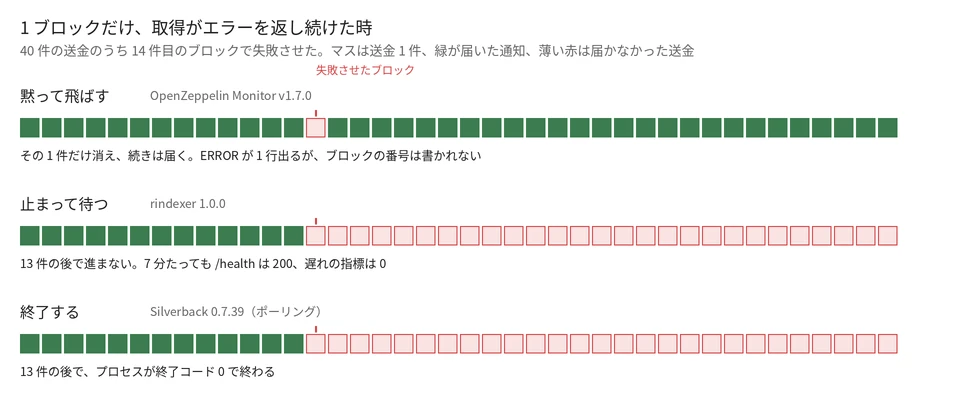 1 ブロックだけ、取得がエラーを返し続けた時
40 件の送金のうち 14 件目のブロックで失敗させた。マスは送金 1 件、緑が届いた通知、薄い赤は届かなかった送金
失敗させたブロック
黙って飛ばす OpenZeppelin Monitor v1.7.0
その 1 件だけ消え、続きは届く。ERROR が 1 行出るが、ブロックの番号は書かれない
止まって待つ rindexer 1.0.0
13 件の後で進まない。7 分たっても /health は 200、遅れの指標は 0
終了する Silverback 0.7.39（ポーリング）
13 件の後で、プロセスが終了コード 0 で終わる